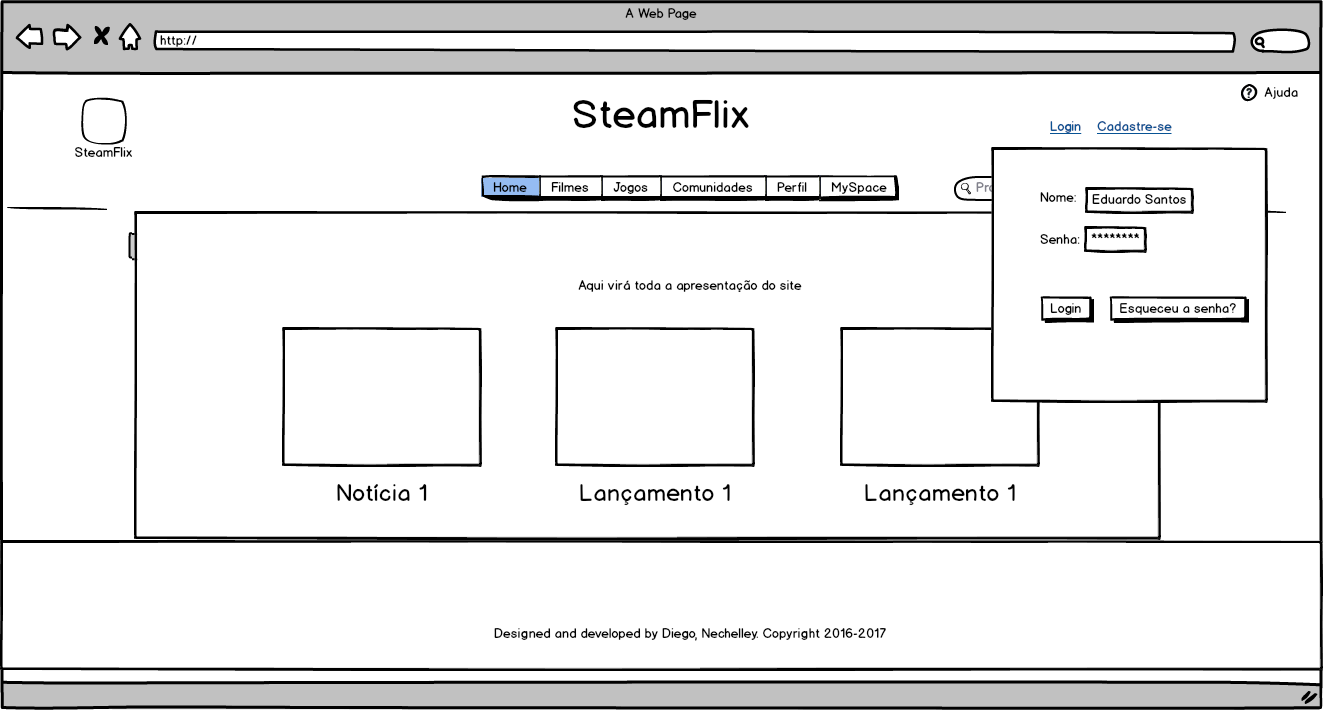 A Web Page
http://
Ajuda
SteamFlix
Login Cadastre-se
SteamFlix
Home Filmes Jogos Comunidades Perfil MySpace
Nome: Eduardo Santos
Senha: ********
Login Esqueceu a senha?
Aqui virá toda a apresentação do site
Notícia 1 Lançamento 1 Lançamento 1
Designed and developed by Diego, Nechelley. Copyright 2016-2017